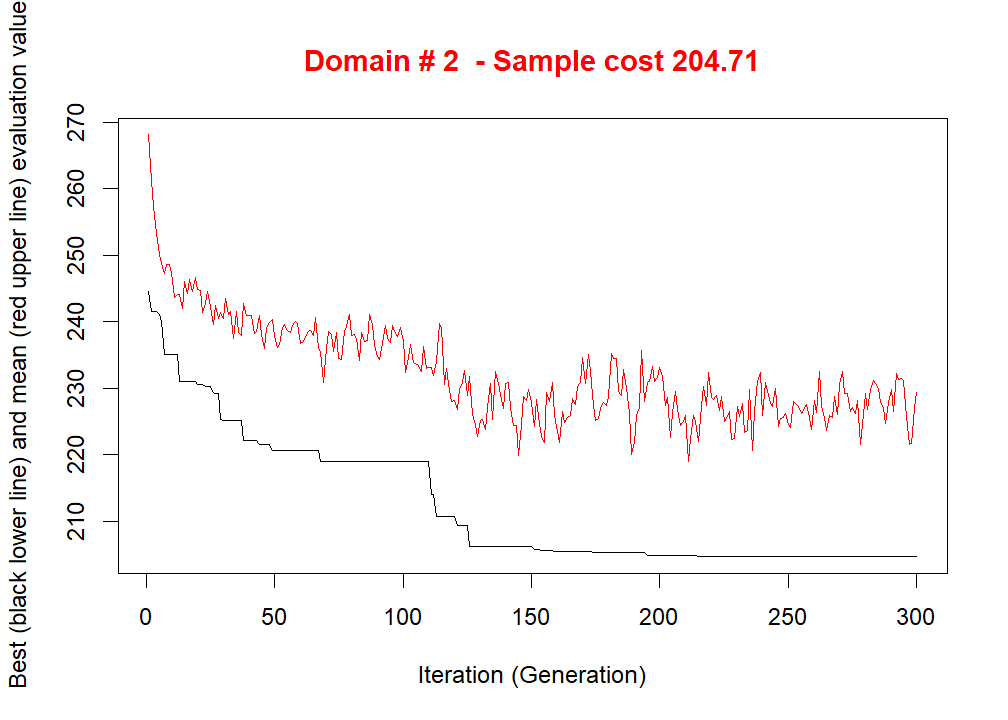 Domain # 2  - Sample cost 204.71
Best (black lower line) and mean (red upper line) evaluation value
270
260
250
240
230
220
210
0 50 100 150 200 250 300
Iteration (Generation)